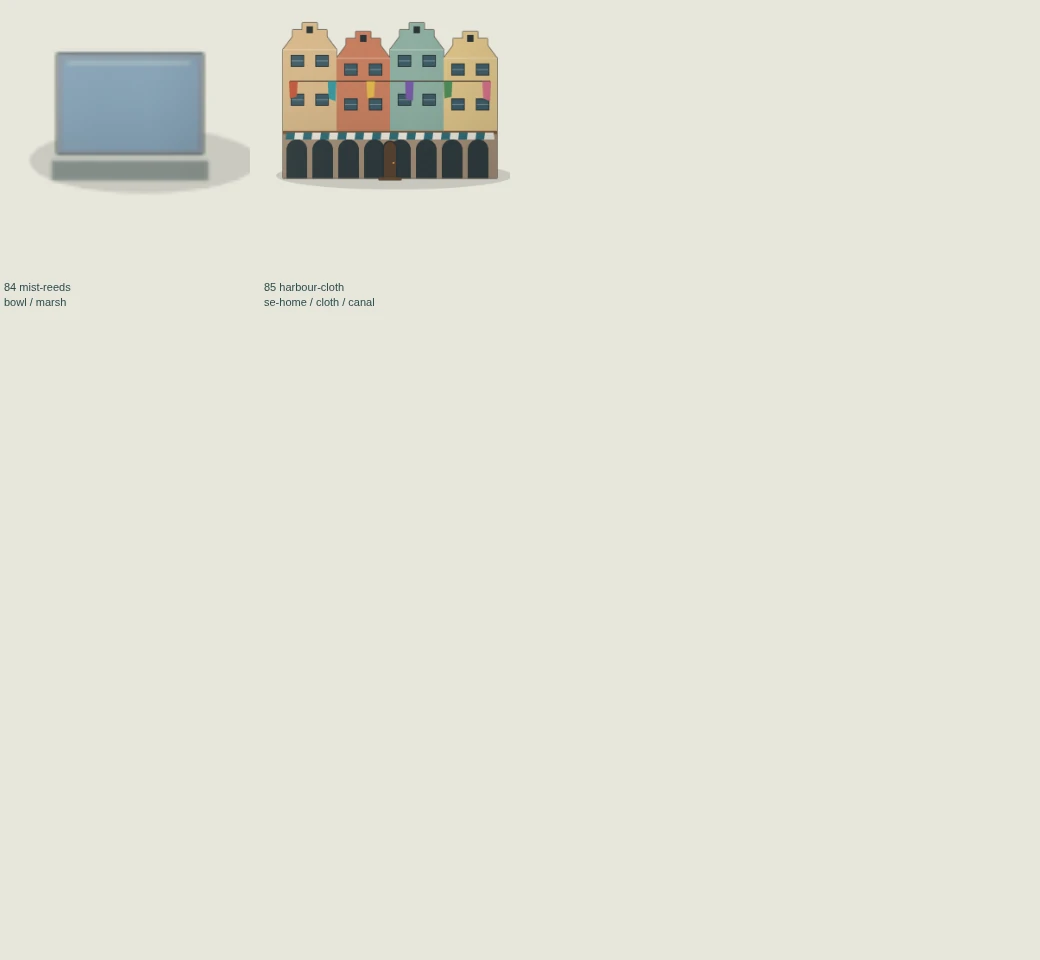 84 mist-reeds
bowl / marsh
85 harbour-cloth
se-home / cloth / canal